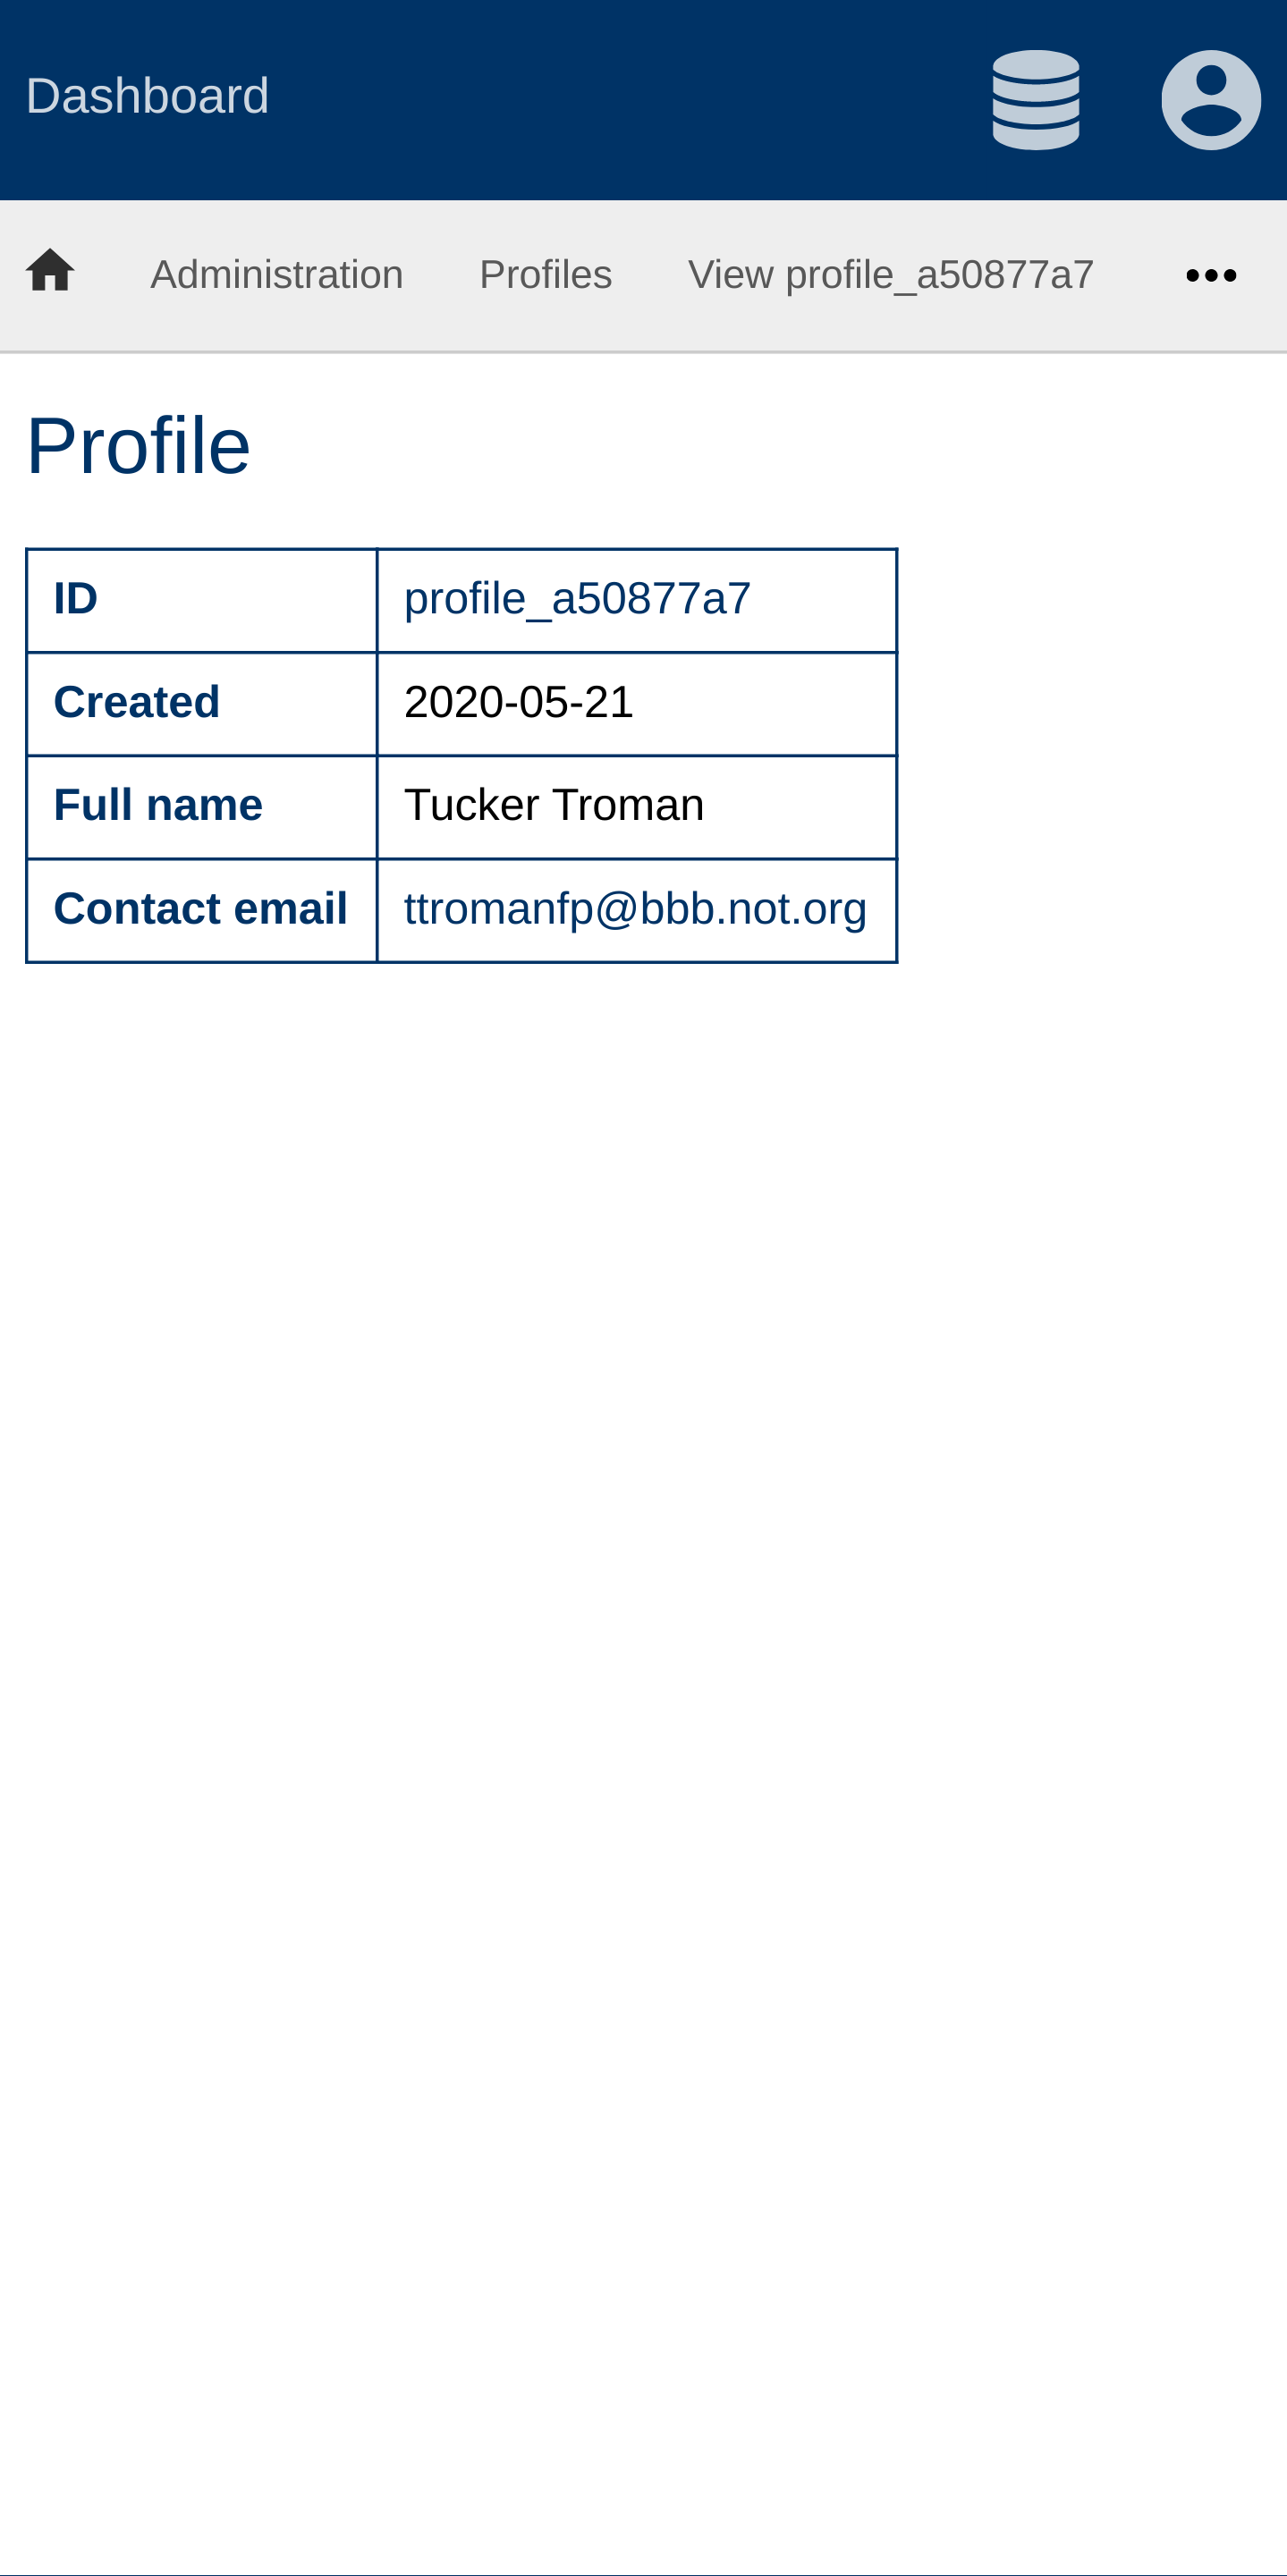 Dashboard
Administration Profiles View profile_a50877a7
Profile
ID profile_a50877a7
Created 2020-05-21
Full name Tucker Troman
Contact email ttromanfp@bbb.not.org